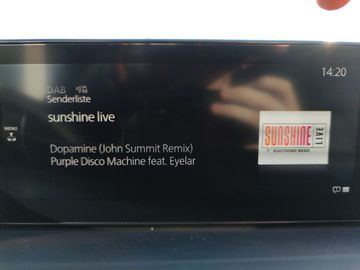 DAB FM
14:20
Senderliste
MENU
sunshine live
SUNSHINE LIVE
ELECTRONIC MUSIC
Dopamine (John Summit Remix)
Purple Disco Machine feat. Eyelar